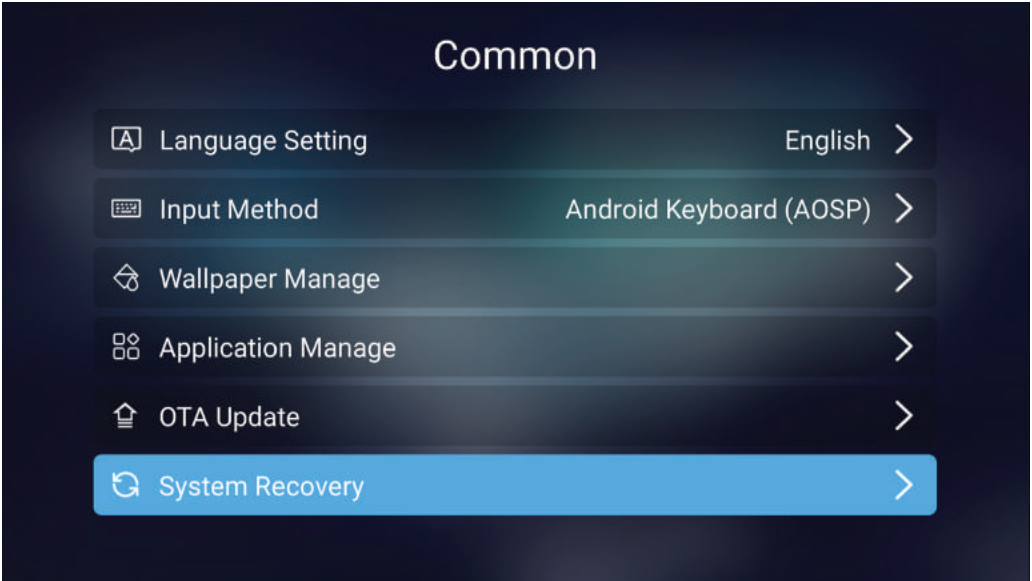 Common
Language Setting English
Input Method Android Keyboard (AOSP)
Wallpaper Manage
Application Manage
OTA Update
System Recovery